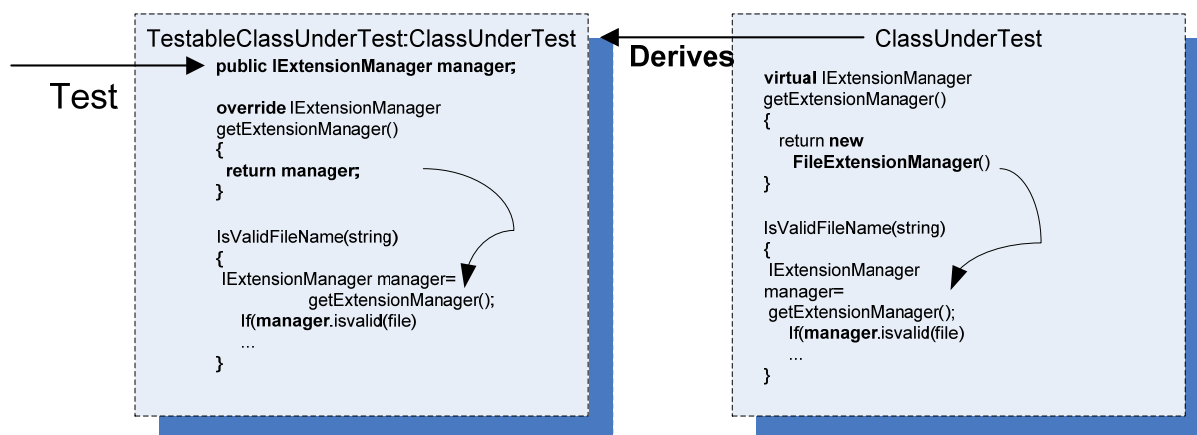 Test
TestableClassUnderTest:ClassUnderTest
public IExtensionManager manager;
override IExtensionManager
getExtensionManager()
{
return manager;
}
IsValidFileName(string)
{
IExtensionManager manager=
getExtensionManager();
If(manager.isvalid(file)
...
}
Derives
ClassUnderTest
virtual IExtensionManager
getExtensionManager()
{
return new
FileExtensionManager()
}
IsValidFileName(string)
{
IExtensionManager
manager=
getExtensionManager();
If(manager.isvalid(file)
...
}